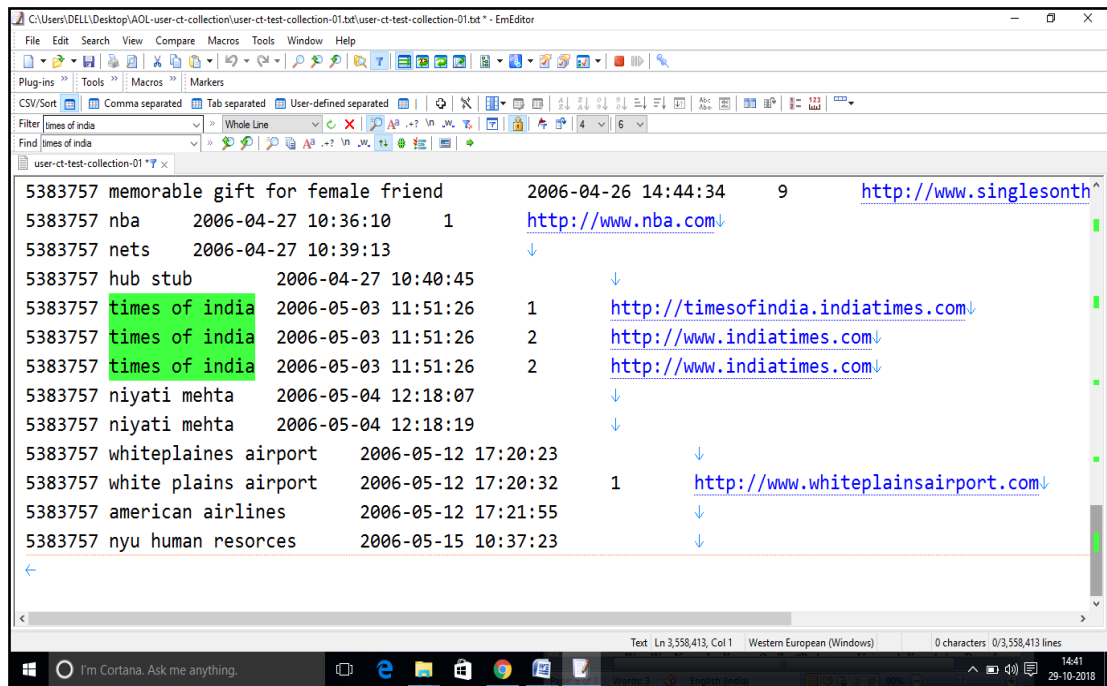 C:\Users\DELL\Desktop\AOL-user-ct-collection\user-ct-test-collection-01.txt\user-ct-test-collection-01.txt * - EmEditor
File Edit Search View Compare Macros Tools Window Help
Plug-ins » Tools » Macros » Markers
CSV/Sort Comma separated Tab separated User-defined separated
Filter times of india » Whole Line 4 6
Find times of india »
user-ct-test-collection-01 *
5383757 memorable gift for female friend 2006-04-26 14:44:34 9 http://www.singlesonth
5383757 nba 2006-04-27 10:36:10 1 http://www.nba.com↓
5383757 nets 2006-04-27 10:39:13 ↓
5383757 hub stub 2006-04-27 10:40:45 ↓
5383757 times of india 2006-05-03 11:51:26 1 http://timesofindia.indiatimes.com↓
5383757 times of india 2006-05-03 11:51:26 2 http://www.indiatimes.com↓
5383757 times of india 2006-05-03 11:51:26 2 http://www.indiatimes.com↓
5383757 niyati mehta 2006-05-04 12:18:07 ↓
5383757 niyati mehta 2006-05-04 12:18:19 ↓
5383757 whiteplaines airport 2006-05-12 17:20:23 ↓
5383757 white plains airport 2006-05-12 17:20:32 1 http://www.whiteplainsairport.com↓
5383757 american airlines 2006-05-12 17:21:55 ↓
5383757 nyu human resorces 2006-05-15 10:37:23 ↓
←
Text Ln 3,558,413, Col 1 Western European (Windows) 0 characters 0/3,558,413 lines
I'm Cortana. Ask me anything. 14:41
29-10-2018